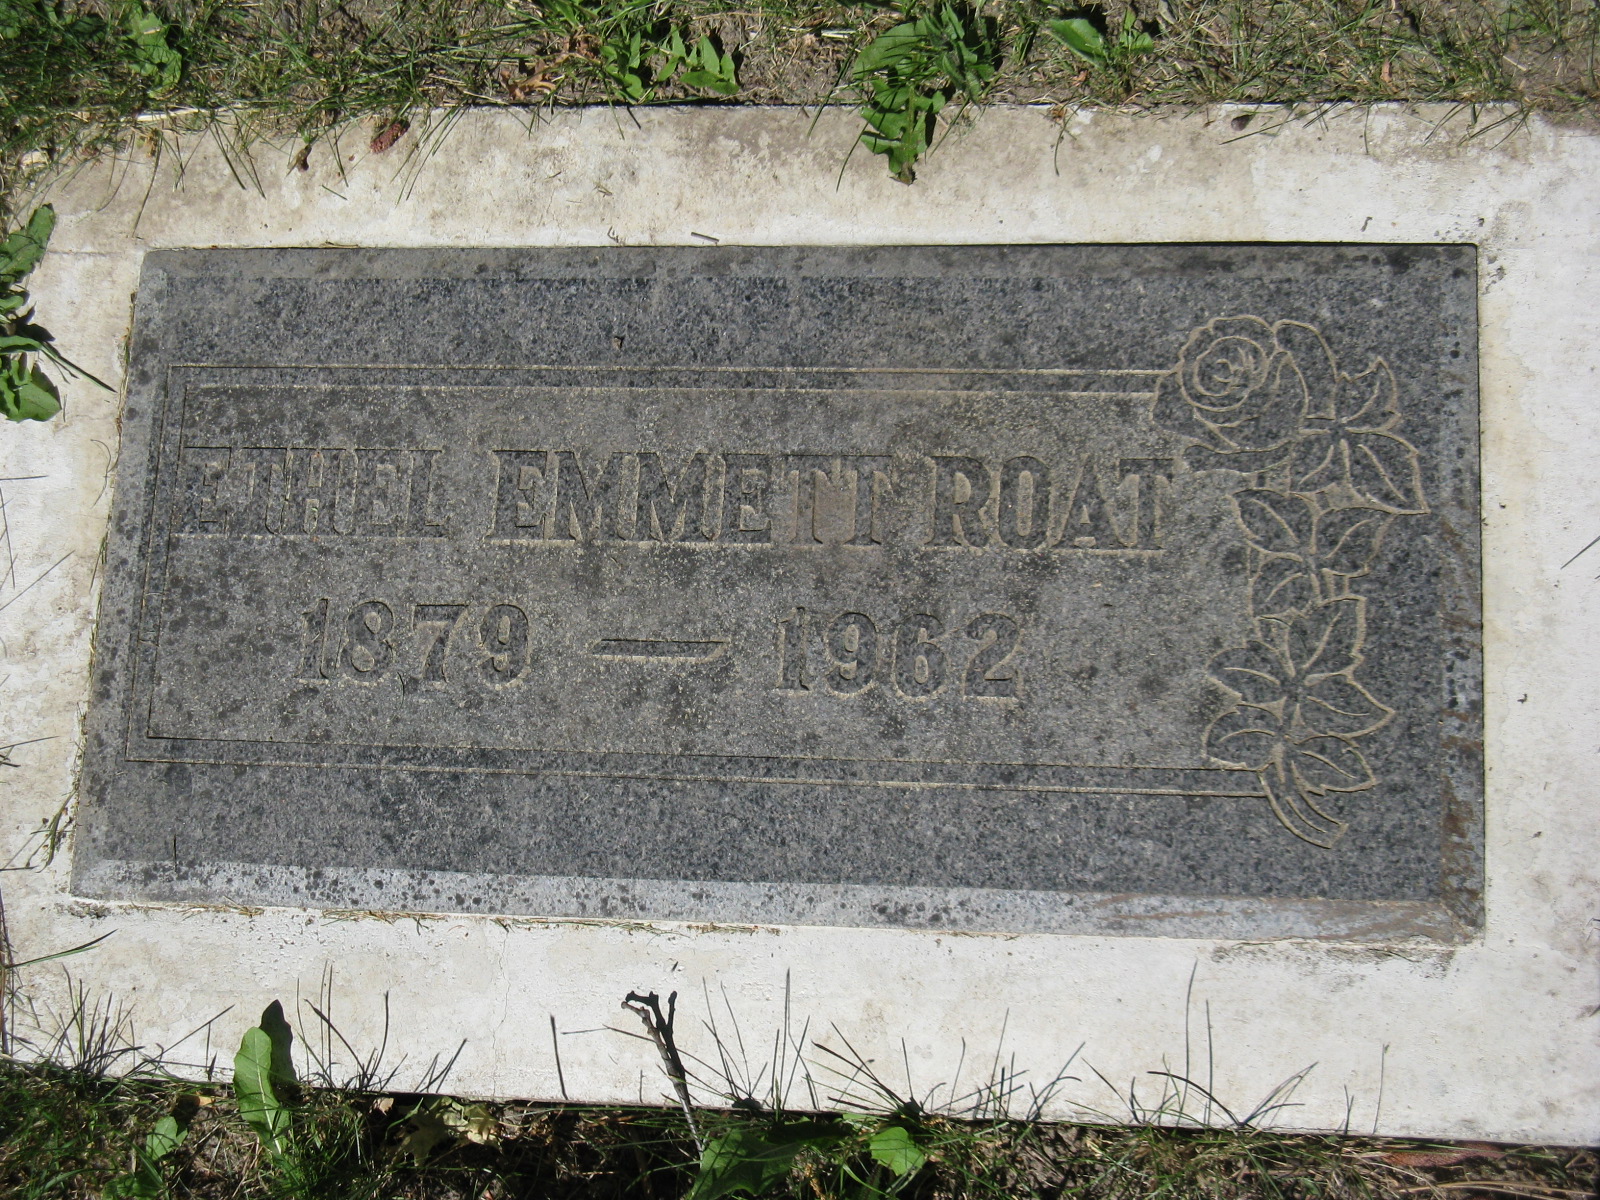 ETHEL EMMETT ROAT
1879 — 1962